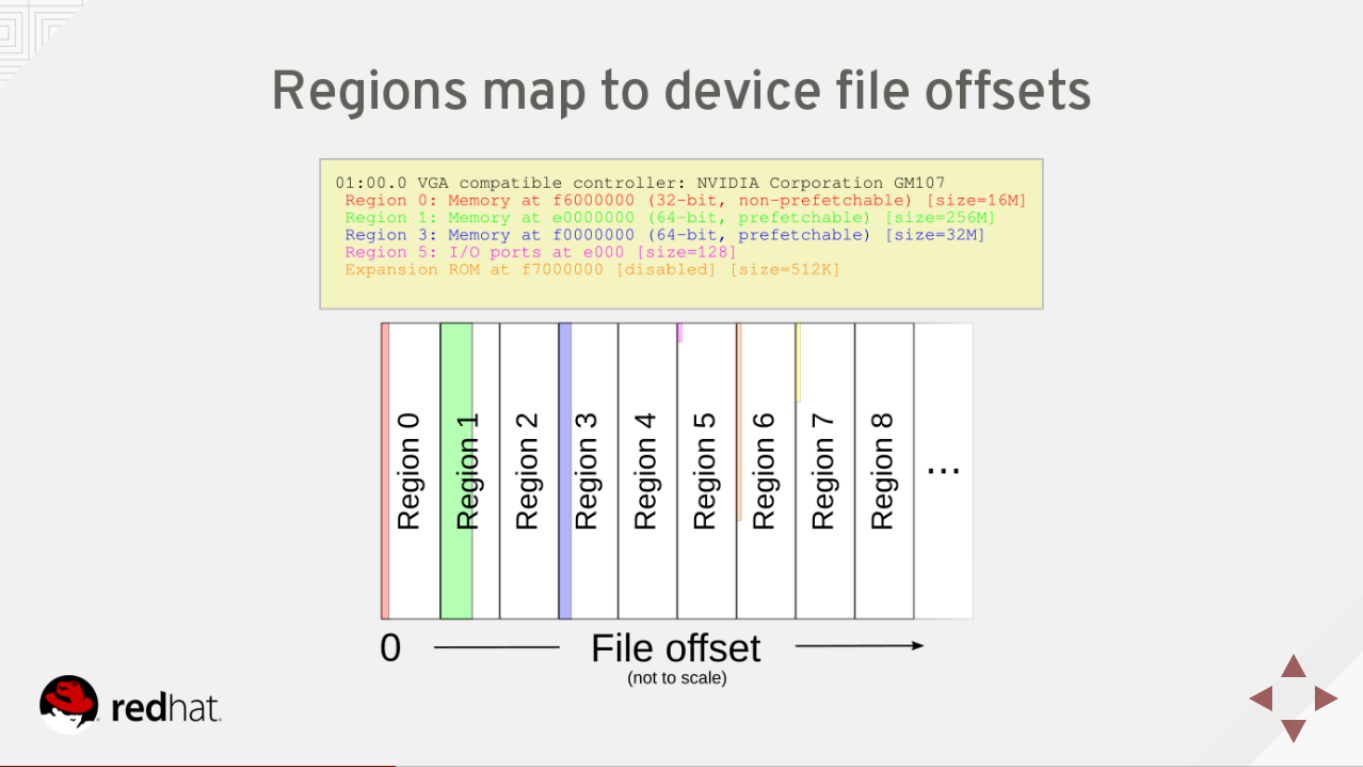 Regions map to device file offsets
01:00.0 VGA compatible controller: NVIDIA Corporation GM107
Region 0: Memory at f6000000 (32-bit, non-prefetchable) [size=16M]
Region 1: Memory at e0000000 (64-bit, prefetchable) [size=256M]
Region 3: Memory at f0000000 (64-bit, prefetchable) [size=32M]
Region 5: I/O ports at e000 [size=128]
Expansion ROM at f7000000 [disabled] [size=512K]
Region 0
Region 1
Region 2
Region 3
Region 4
Region 5
Region 6
Region 7
Region 8
...
0 File offset
(not to scale)
redhat.